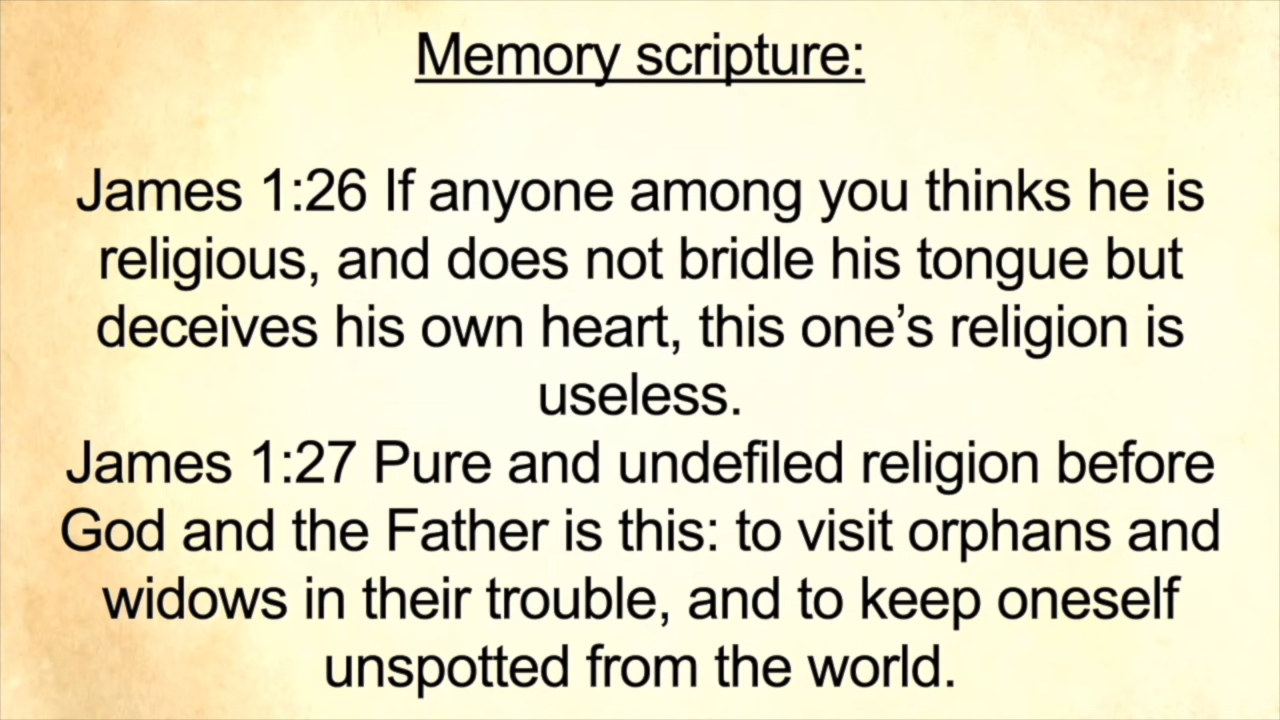 Memory scripture:
James 1:26 If anyone among you thinks he is
religious, and does not bridle his tongue but
deceives his own heart, this one’s religion is
useless.
James 1:27 Pure and undefiled religion before
God and the Father is this: to visit orphans and
widows in their trouble, and to keep oneself
unspotted from the world.